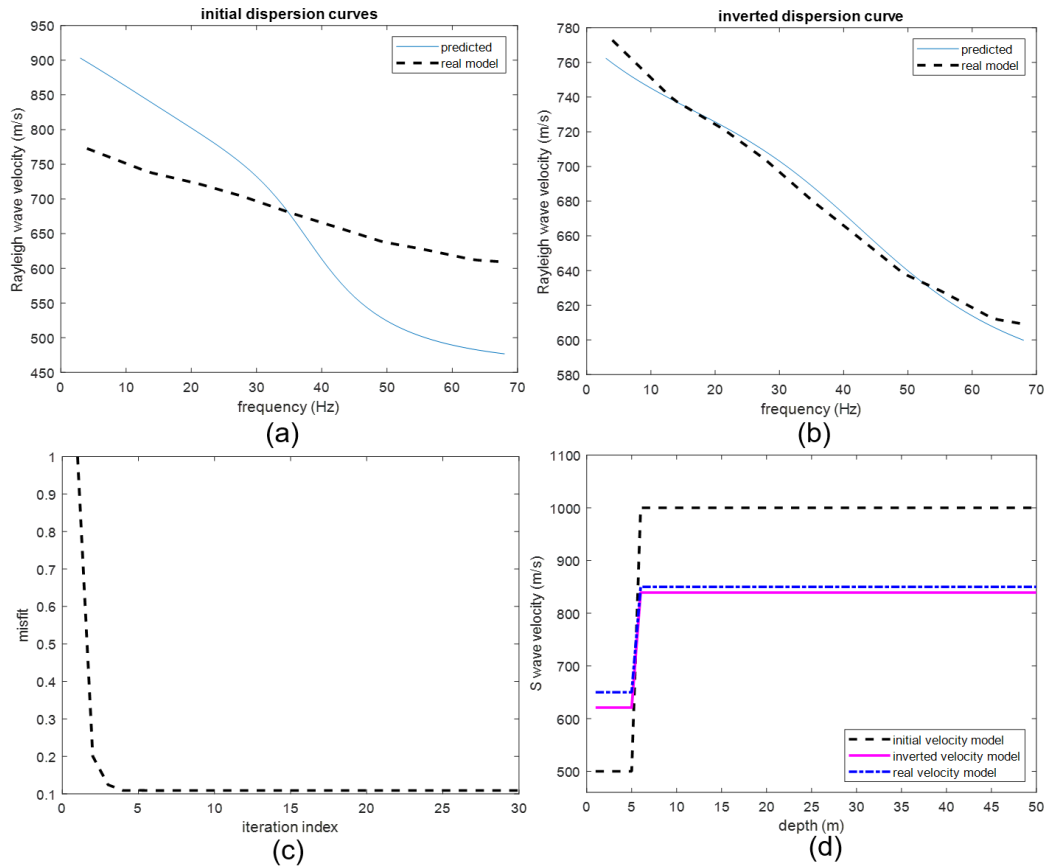 initial dispersion curves
950
900
850
800
750
700
650
600
550
500
450
Rayleigh wave velocity (m/s)
predicted
real model
0 10 20 30 40 50 60 70
frequency (Hz)
(a)
inverted dispersion curve
780
760
740
720
700
680
660
640
620
600
580
Rayleigh wave velocity (m/s)
predicted
real model
0 10 20 30 40 50 60 70
frequency (Hz)
(b)
1
0.9
0.8
0.7
0.6
0.5
0.4
0.3
0.2
0.1
misfit
0 5 10 15 20 25 30
iteration index
(c)
1100
1000
900
800
700
600
500
S wave velocity (m/s)
initial velocity model
inverted velocity model
real velocity model
0 5 10 15 20 25 30 35 40 45 50
depth (m)
(d)